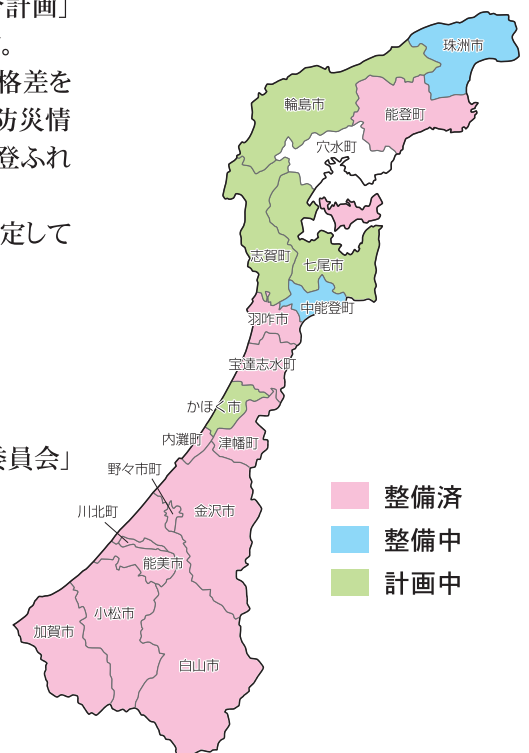 合計画」
。
格差を
防災情
登ふれ
定して
委員会」
珠洲市
輪島市
能登町
穴水町
志賀町
七尾市
中能登町
羽咋市
宝達志水町
かほく市
内灘町
津幡町
野々市町
川北町
金沢市
能美市
小松市
加賀市
白山市
整備済
整備中
計画中